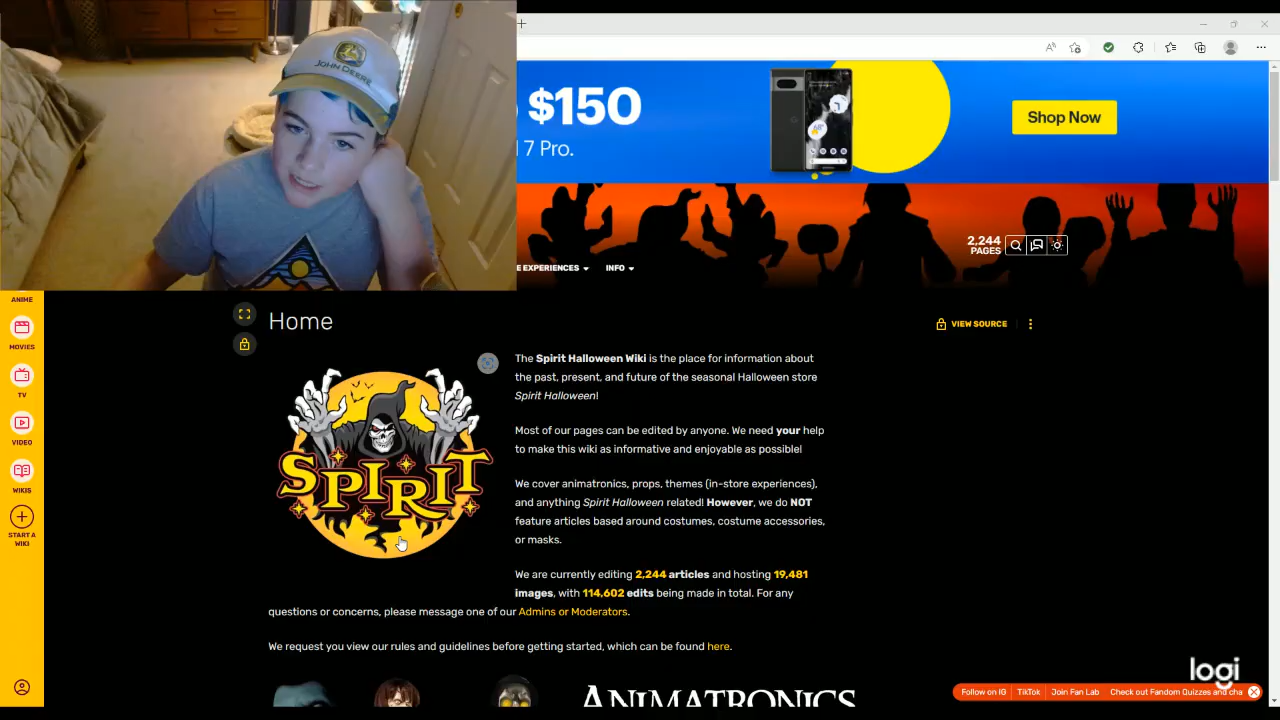 JOHN DEERE
$150
7 Pro.
Shop Now
2,244
PAGES
E EXPERIENCES
INFO
ANIME
MOVIES
TV
VIDEO
WIKIS
START A
WIKI
Home
VIEW SOURCE
SPIRIT
The Spirit Halloween Wiki is the place for information about
the past, present, and future of the seasonal Halloween store
Spirit Halloween!
Most of our pages can be edited by anyone. We need your help
to make this wiki as informative and enjoyable as possible!
We cover animatronics, props, themes (in-store experiences),
and anything Spirit Halloween related! However, we do NOT
feature articles based around costumes, costume accessories,
or masks.
We are currently editing 2,244 articles and hosting 19,481
images, with 114,602 edits being made in total. For any
questions or concerns, please message one of our Admins or Moderators.
We request you view our rules and guidelines before getting started, which can be found here.
ANIMATRONICS
logi
Follow on IG
TikTok
Join Fan Lab
Check out Fandom Quizzes and cha